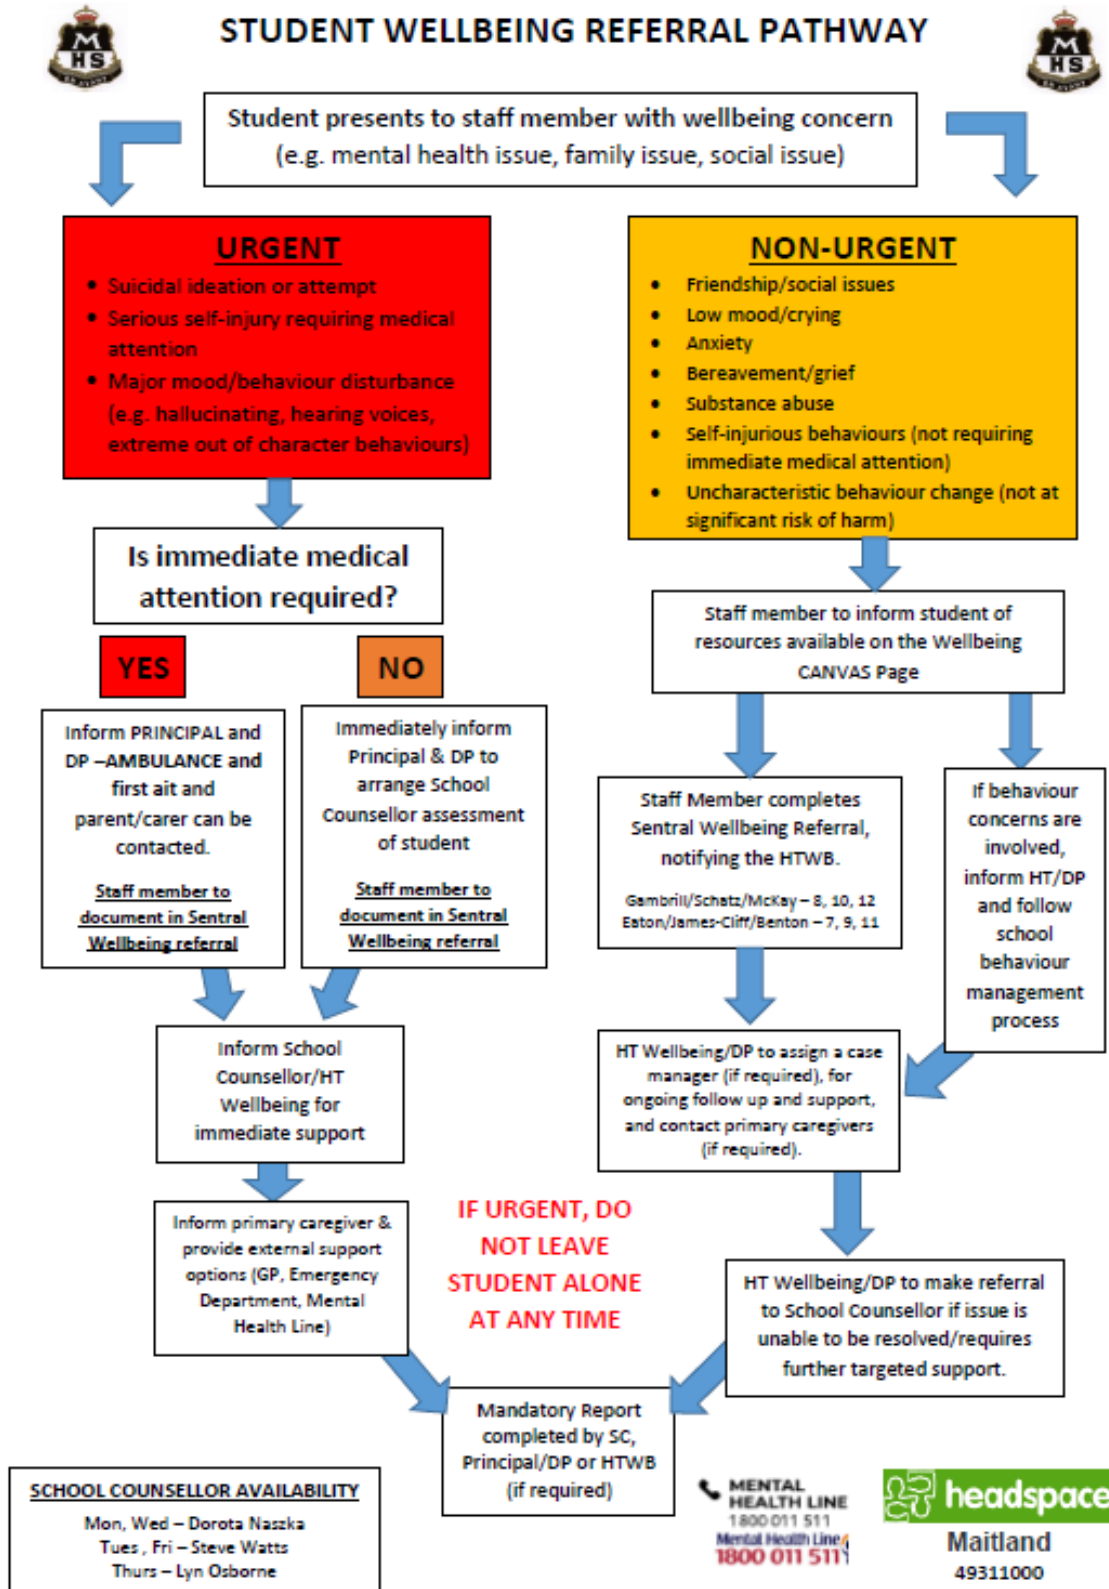 STUDENT WELLBEING REFERRAL PATHWAY
M
HS
M
HS
Student presents to staff member with wellbeing concern
(e.g. mental health issue, family issue, social issue)
URGENT
• Suicidal ideation or attempt
• Serious self-injury requiring medical
attention
• Major mood/behaviour disturbance
(e.g. hallucinating, hearing voices,
extreme out of character behaviours)
Is immediate medical
attention required?
YES
Inform PRINCIPAL and
DP –AMBULANCE and
first ait and
parent/carer can be
contacted.
Staff member to
document in Sentral
Wellbeing referral
NO
Immediately inform
Principal & DP to
arrange School
Counsellor assessment
of student
Staff member to
document in Sentral
Wellbeing referral
Inform School
Counsellor/HT
Wellbeing for
immediate support
Inform primary caregiver &
provide external support
options (GP, Emergency
Department, Mental
Health Line)
NON-URGENT
• Friendship/social issues
• Low mood/crying
• Anxiety
• Bereavement/grief
• Substance abuse
• Self-injurious behaviours (not requiring
immediate medical attention)
• Uncharacteristic behaviour change (not at
significant risk of harm)
Staff member to inform student of
resources available on the Wellbeing
CANVAS Page
Staff Member completes
Sentral Wellbeing Referral,
notifying the HTWB.
Gambrill/Schatz/McKay – 8, 10, 12
Eaton/James-Cliff/Benton – 7, 9, 11
If behaviour
concerns are
involved,
inform HT/DP
and follow
school
behaviour
management
process
HT Wellbeing/DP to assign a case
manager (if required), for
ongoing follow up and support,
and contact primary caregivers
(if required).
HT Wellbeing/DP to make referral
to School Counsellor if issue is
unable to be resolved/requires
further targeted support.
IF URGENT, DO
NOT LEAVE
STUDENT ALONE
AT ANY TIME
Mandatory Report
completed by SC,
Principal/DP or HTWB
(if required)
SCHOOL COUNSELLOR AVAILABILITY
Mon, Wed – Dorota Naszka
Tues , Fri – Steve Watts
Thurs – Lyn Osborne
MENTAL
HEALTH LINE
1800 011 511
Mental Health Line
1800 011 511
headspace
Maitland
49311000